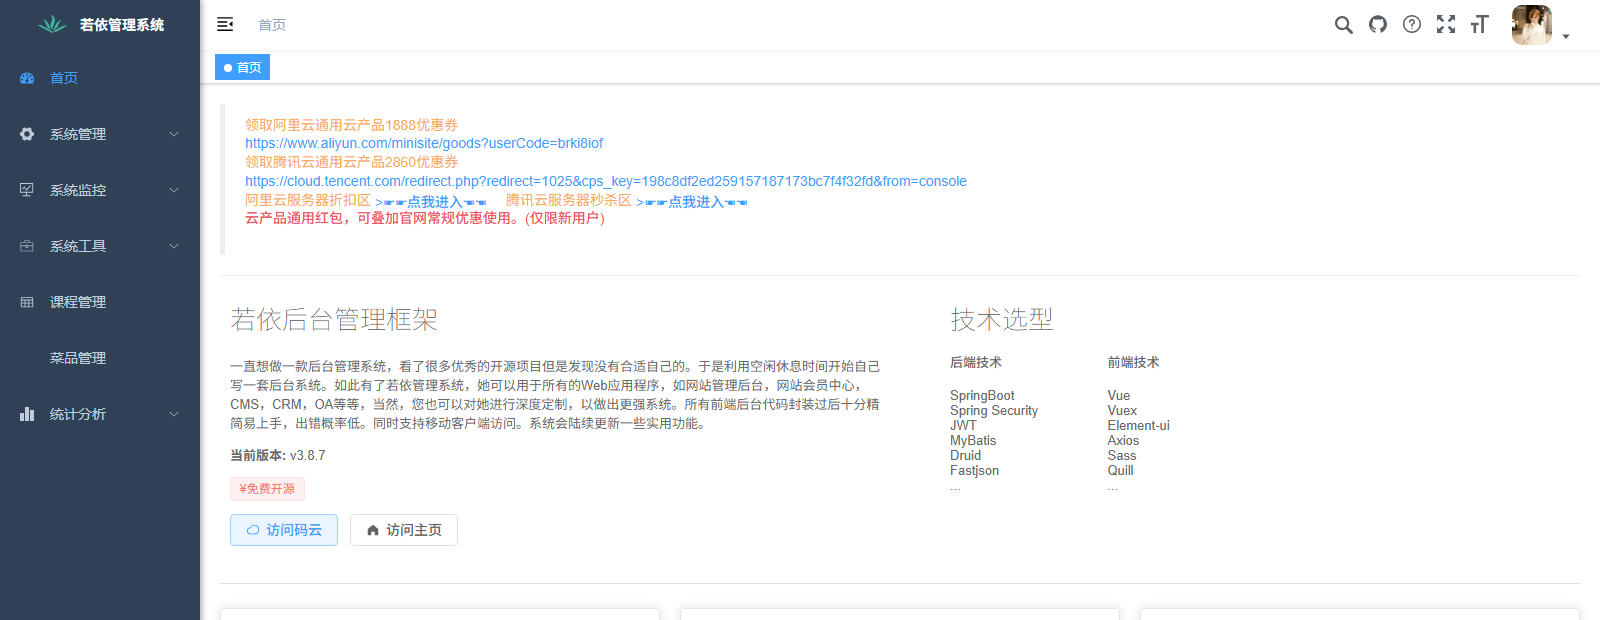 若依管理系统
首页
系统管理
系统监控
系统工具
课程管理
菜品管理
统计分析
首页
首页
领取阿里云通用云产品1888优惠券
https://www.aliyun.com/minisite/goods?userCode=brki8iof
领取腾讯云通用云产品2860优惠券
https://cloud.tencent.com/redirect.php?redirect=1025&cps_key=198c8df2ed259157187173bc7f4f32fd&from=console
阿里云服务器折扣区 >☛☛点我进入☚☚ 腾讯云服务器秒杀区 >☛☛点我进入☚☚
云产品通用红包，可叠加官网常规优惠使用。(仅限新用户)
若依后台管理框架
一直想做一款后台管理系统，看了很多优秀的开源项目但是发现没有合适自己的。于是利用空闲休息时间开始自己
写一套后台系统。如此有了若依管理系统，她可以用于所有的Web应用程序，如网站管理后台，网站会员中心，
CMS，CRM，OA等等，当然，您也可以对她进行深度定制，以做出更强系统。所有前端后台代码封装过后十分精
简易上手，出错概率低。同时支持移动客户端访问。系统会陆续更新一些实用功能。
当前版本: v3.8.7
¥免费开源
访问码云 访问主页
技术选型
后端技术
SpringBoot
Spring Security
JWT
MyBatis
Druid
Fastjson
...
前端技术
Vue
Vuex
Element-ui
Axios
Sass
Quill
...